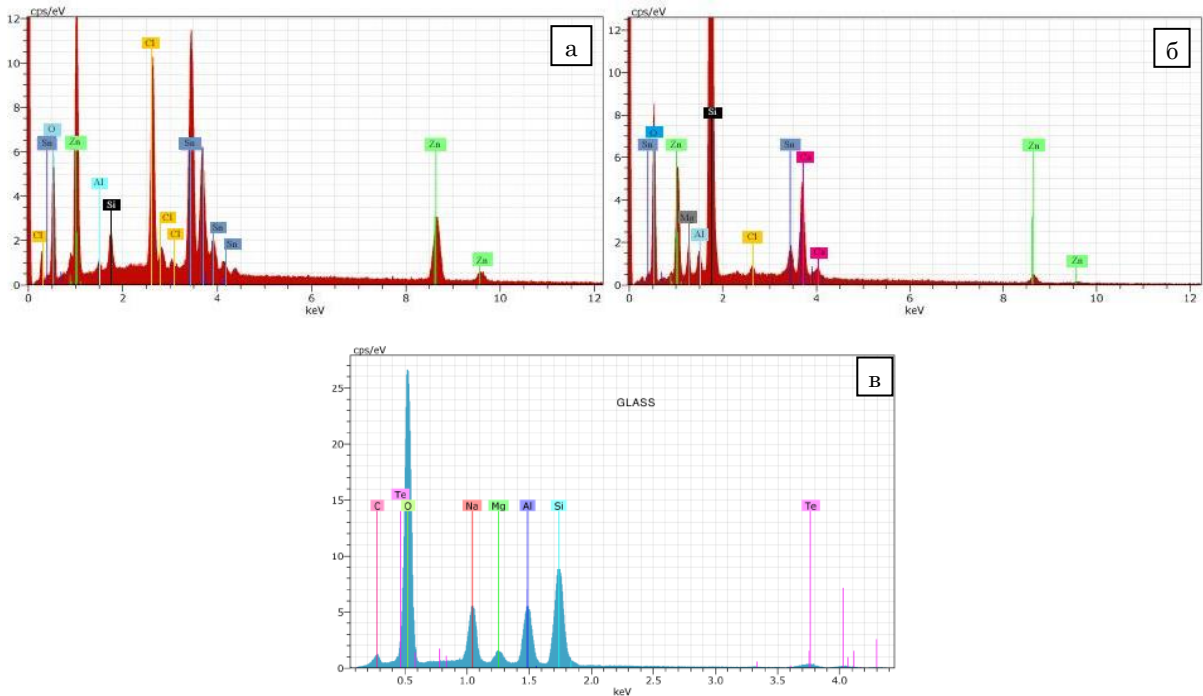 cps/eV
12
10
8
6
4
2
0
Cl
Sn
O
Zn
Al
Si
Cl
Cl
Cl
Sn
Sn
Sn
Zn
Zn
0 2 4 6 8 10 12
keV
а
cps/eV
12
10
8
6
4
2
0
Sn
O
Zn
Al
Si
Cl
Sn
Ca
Ca
Zn
Zn
0 2 4 6 8 10 12
keV
б
cps/eV
25
20
15
10
5
0
GLASS
C
Te
O
Na
Mg
Al
Si
Te
0.5 1.0 1.5 2.0 2.5 3.0 3.5 4.0
keV
в